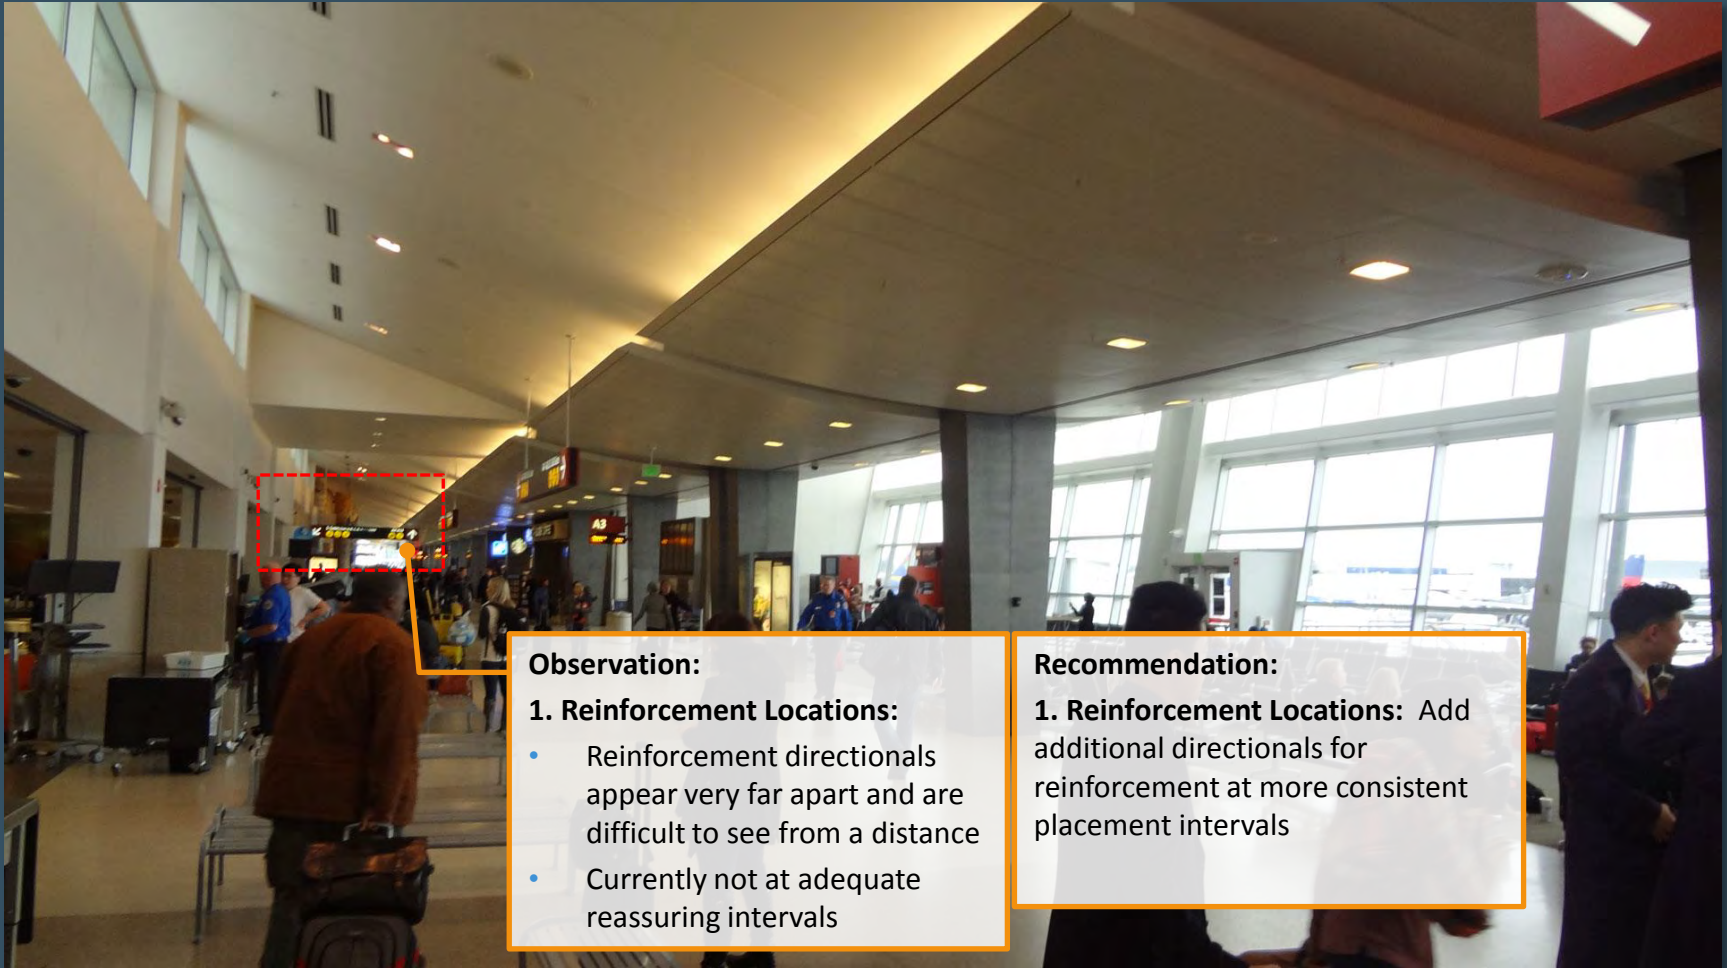 A3
Observation:
1. Reinforcement Locations:
• Reinforcement directionals
appear very far apart and are
difficult to see from a distance
• Currently not at adequate
reassuring intervals
Recommendation:
1. Reinforcement Locations: Add
additional directionals for
reinforcement at more consistent
placement intervals